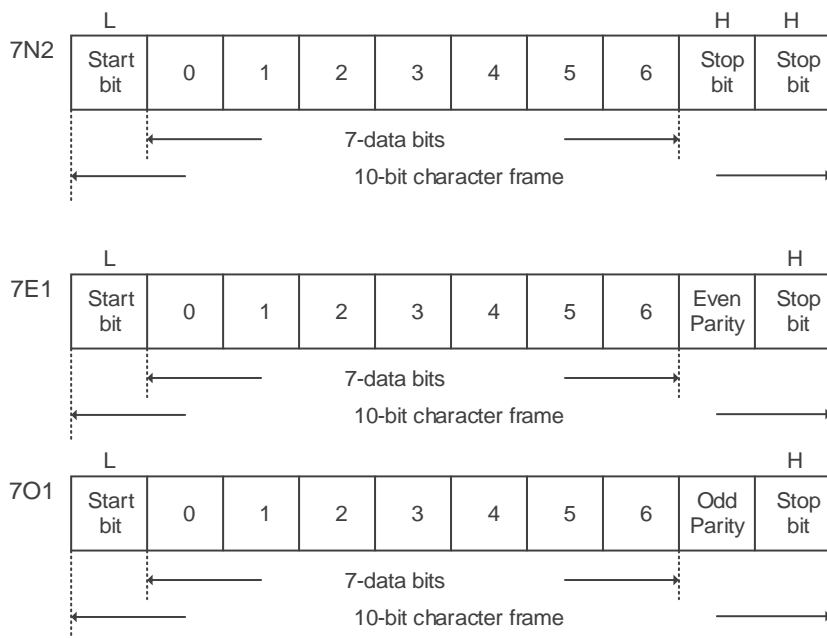 L H H
7N2
Start bit 0 1 2 3 4 5 6 Stop bit Stop bit
7-data bits
10-bit character frame
L H
7E1
Start bit 0 1 2 3 4 5 6 Even Parity Stop bit
7-data bits
10-bit character frame
L H
7O1
Start bit 0 1 2 3 4 5 6 Odd Parity Stop bit
7-data bits
10-bit character frame